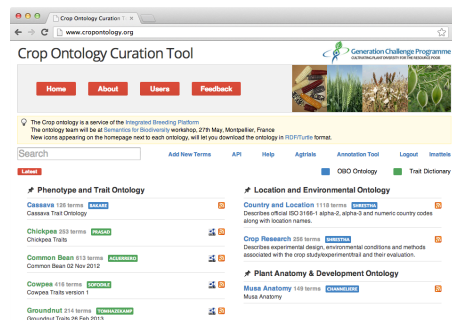 Crop Ontology Curation T
www.cropontology.org
Crop Ontology Curation Tool
Generation Challenge Programme
CULTIVATING PLANT DIVERSITY FOR THE RESOURCE POOR
Home About Users Feedback
The Crop ontology is a service of the Integrated Breeding Platform
The ontology team will be at Semantics for Biodiversity workshop, 27th May, Montpellier, France
New icons appearing on the homepage next to each ontology, will let you download the ontology in RDF/Turtle format.
Search Add New Terms API Help Agtrials Annotation Tool Logout lmatteis
Latest OBO Ontology Trait Dictionary
Phenotype and Trait Ontology
Cassava 136 terms BAKARE
Cassava Trait Ontology
Chickpea 253 terms PRASAD
Chickpea Traits
Common Bean 813 terms AGUERRERO
Common Bean 02 Nov 2012
Cowpea 416 terms SOFODILE
Cowpea Traits version 1
Groundnut 214 terms TOMHAZEKAMP
Groundnut Traits 26 Feb 2013
Location and Environmental Ontology
Country and Location 1118 terms SHRESTHA
Describes official ISO 3166-1 alpha-2, alpha-3 and numeric country codes
along with location names.
Crop Research 256 terms SHRESTHA
Describes experimental design, environmental conditions and methods
associated with the crop study/experiment/trail and their evaluation.
Plant Anatomy & Development Ontology
Musa Anatomy 149 terms CHANNELIERE
Musa Anatomy